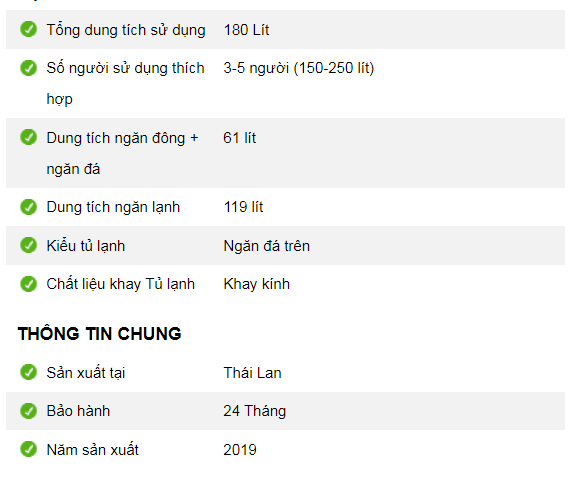 Tổng dung tích sử dụng 180 Lít
Số người sử dụng thích 3-5 người (150-250 lít)
hợp
Dung tích ngăn đông + 61 lít
ngăn đá
Dung tích ngăn lạnh 119 lít
Kiểu tủ lạnh Ngăn đá trên
Chất liệu khay Tủ lạnh Khay kính
THÔNG TIN CHUNG
Sản xuất tại Thái Lan
Bảo hành 24 Tháng
Năm sản xuất 2019